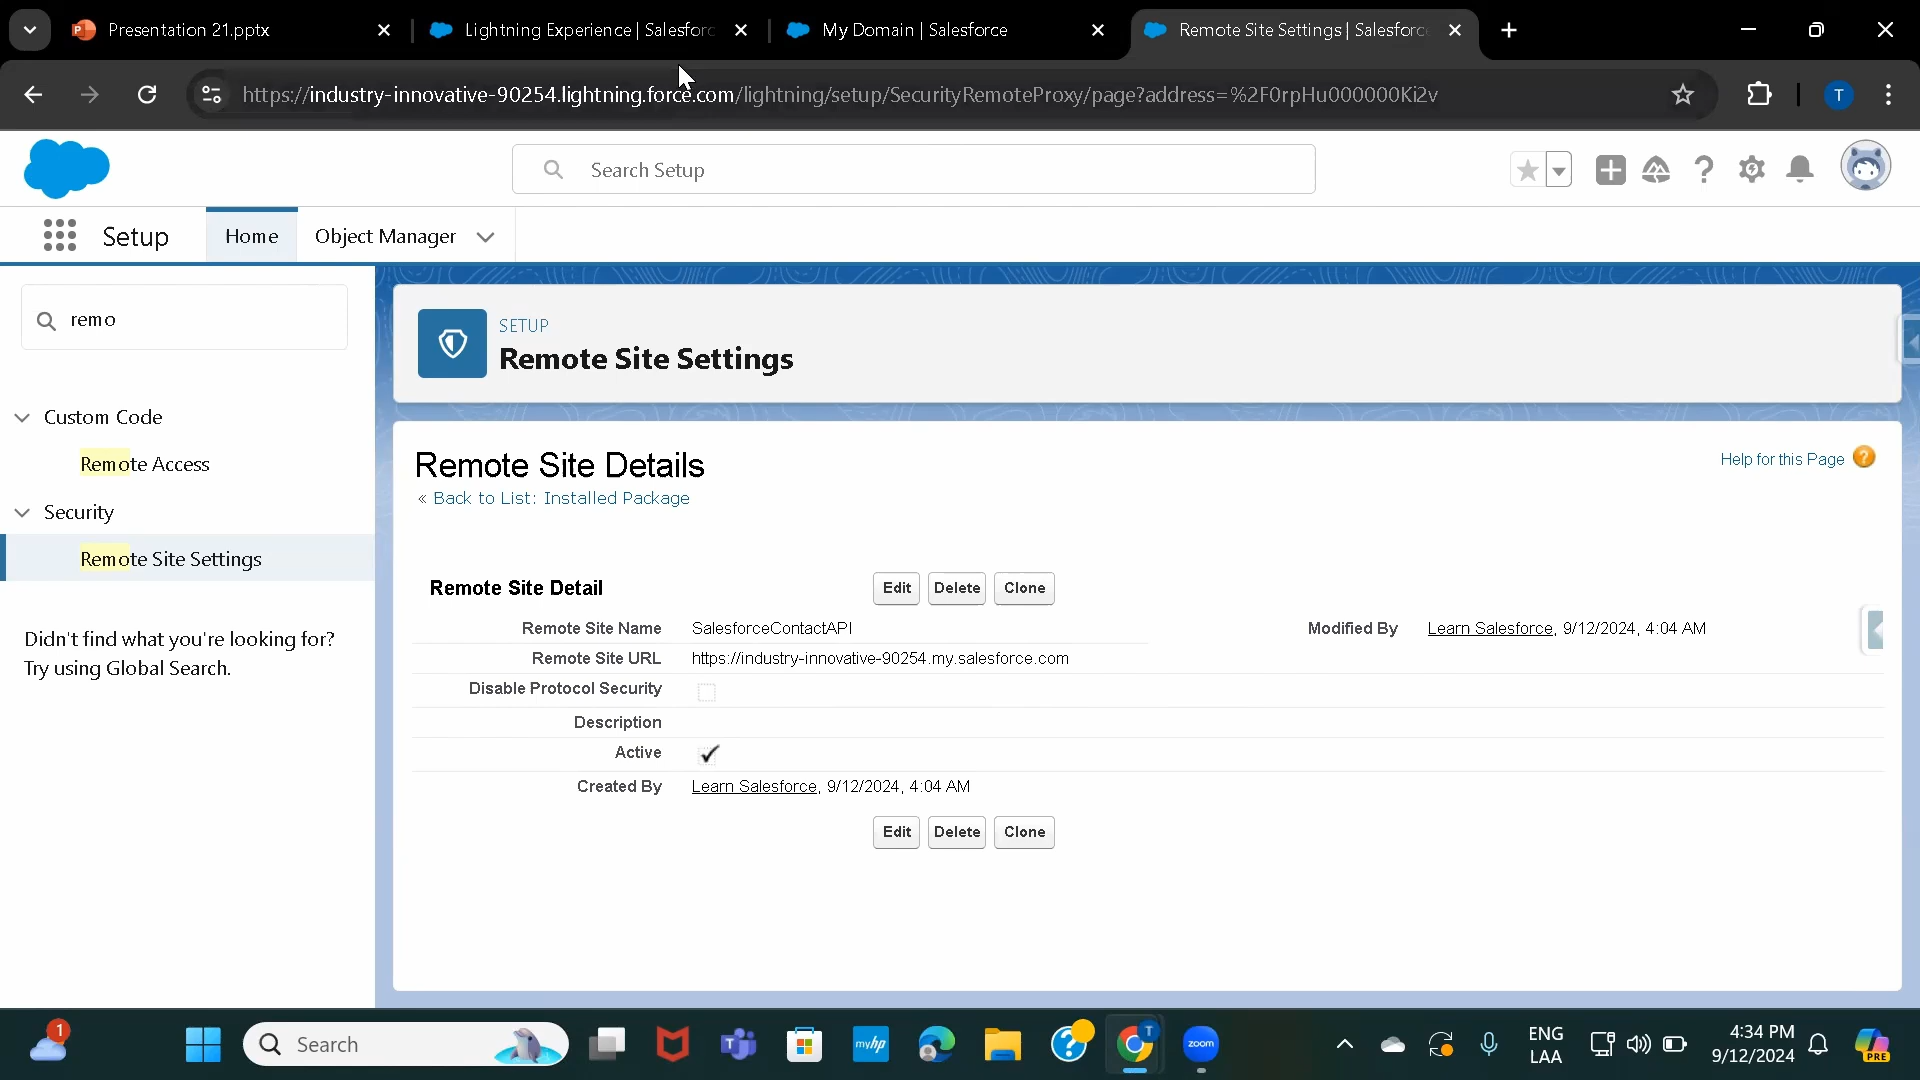 Presentation 21.pptx
Lightning Experience | Salesforc
My Domain | Salesforce
Remote Site Settings | Salesforce
https://industry-innovative-90254.lightning.force.com/lightning/setup/SecurityRemoteProxy/page?address=%2F0rpHu000000Ki2v
T
Search Setup
Setup
Home
Object Manager
remo
Custom Code
Remote Access
Security
Remote Site Settings
Didn't find what you're looking for?
Try using Global Search.
SETUP
Remote Site Settings
Remote Site Details
« Back to List: Installed Package
Help for this Page
Remote Site Detail
Edit Delete Clone
Remote Site Name SalesforceContactAPI
Modified By Learn Salesforce, 9/12/2024, 4:04 AM
Remote Site URL https://industry-innovative-90254.my.salesforce.com
Disable Protocol Security
Description
Active
Created By Learn Salesforce, 9/12/2024, 4:04 AM
Edit Delete Clone
1
Search
myhp
T
zoom
ENG
LAA
4:34 PM
9/12/2024
PRE